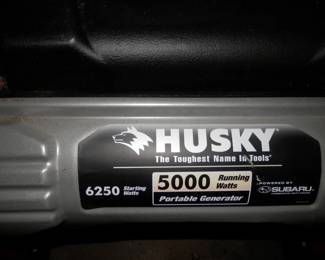 HUSKY
The Toughest Name In Tools
6250 Starting Watts
5000 Running Watts
Portable Generator
POWERED BY
SUBARU